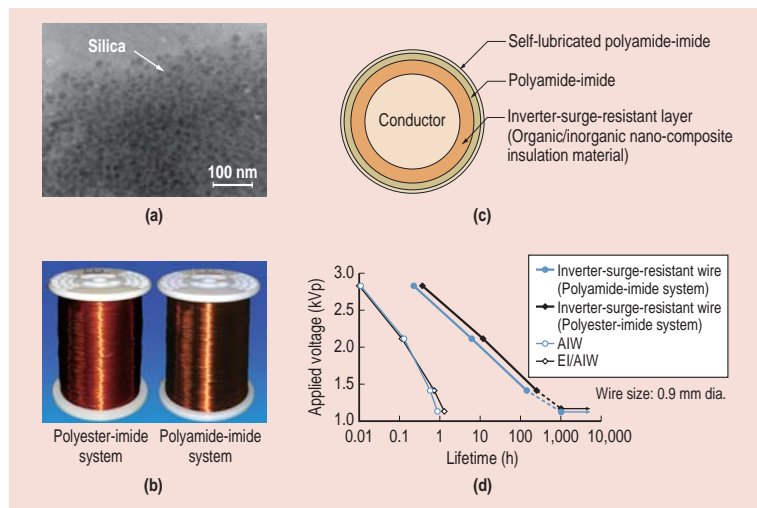 Silica
100 nm
(a)
Self-lubricated polyamide-imide
Polyamide-imide
Inverter-surge-resistant layer
(Organic/inorganic nano-composite
insulation material)
Conductor
(c)
Polyester-imide
system
Polyamide-imide
system
(b)
Applied voltage (kVp)
3.0
2.5
2.0
1.5
1.0
0.01
0.1
1
10
100
1,000
10,000
Lifetime (h)
Inverter-surge-resistant wire
(Polyamide-imide system)
Inverter-surge-resistant wire
(Polyester-imide system)
AIW
EI/AIW
Wire size: 0.9 mm dia.
(d)